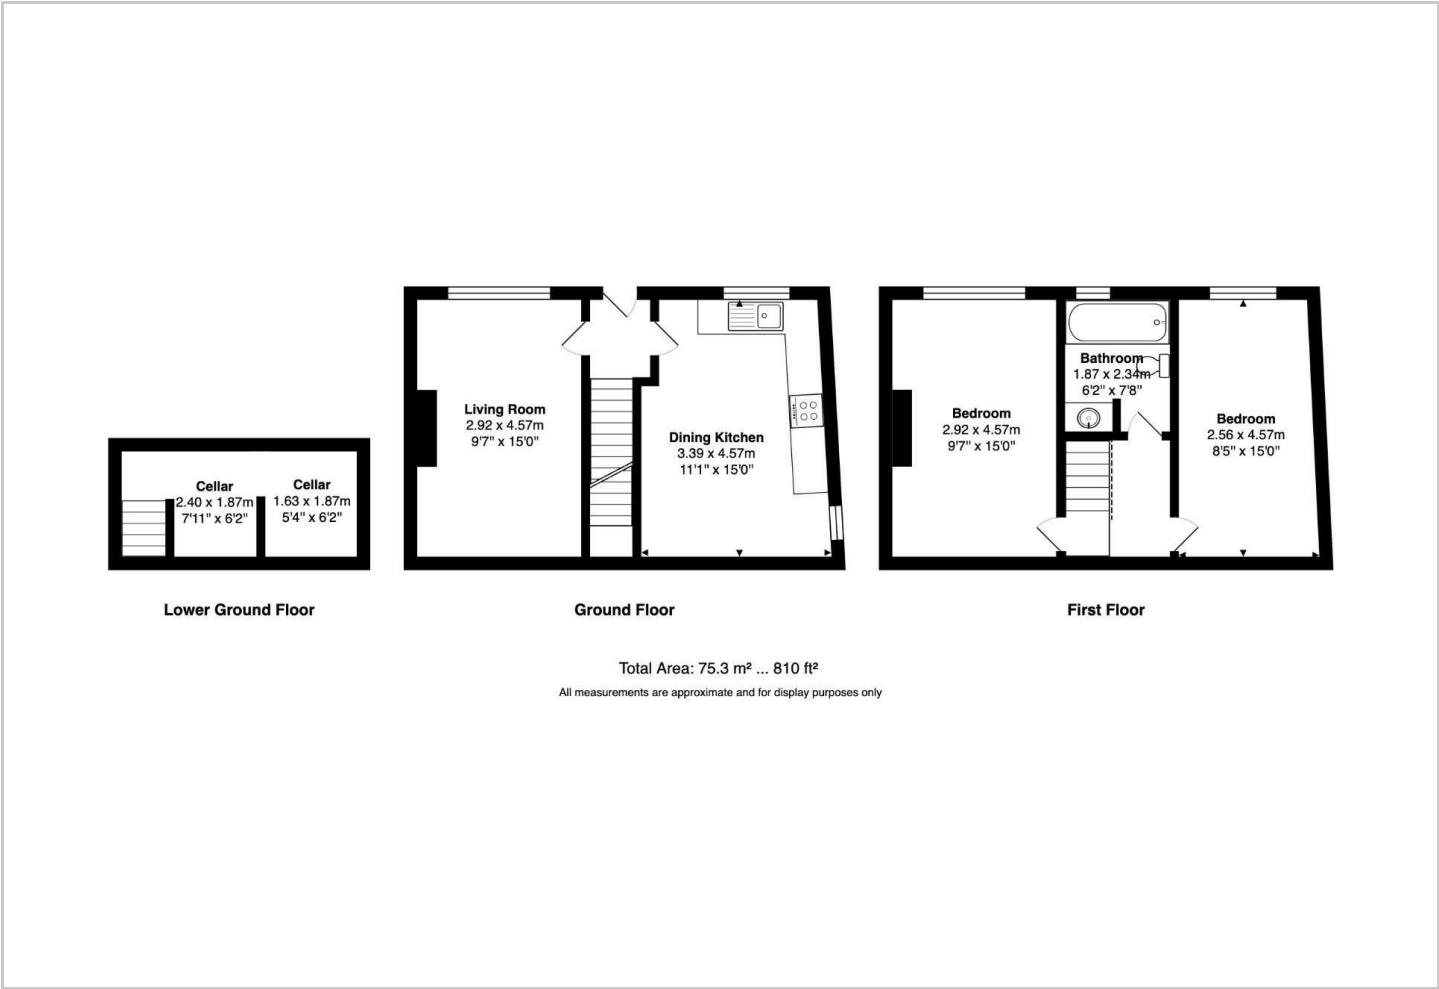 Cellar
2.40 x 1.87m
7'11" x 6'2"
Cellar
1.63 x 1.87m
5'4" x 6'2"
Lower Ground Floor
Living Room
2.92 x 4.57m
9'7" x 15'0"
Dining Kitchen
3.39 x 4.57m
11'1" x 15'0"
Ground Floor
Bedroom
2.92 x 4.57m
9'7" x 15'0"
Bathroom
1.87 x 2.34m
6'2" x 7'8"
Bedroom
2.56 x 4.57m
8'5" x 15'0"
First Floor
Total Area: 75.3 m² ... 810 ft²
All measurements are approximate and for display purposes only